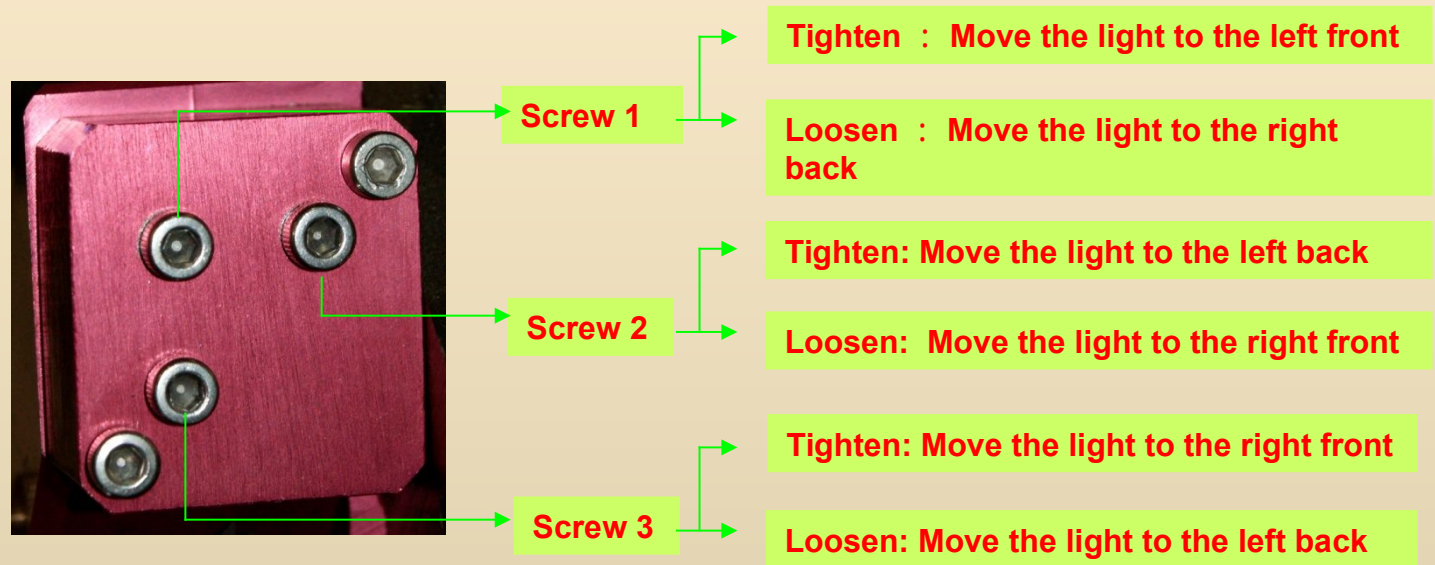 Screw 1
Tighten ： Move the light to the left front
Loosen ： Move the light to the right
back
Screw 2
Tighten: Move the light to the left back
Loosen: Move the light to the right front
Screw 3
Tighten: Move the light to the right front
Loosen: Move the light to the left back